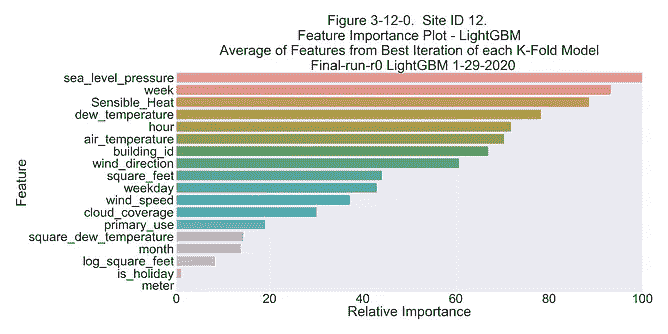 Figure 3-12-0.  Site ID 12.
Feature Importance Plot - LightGBM
Average of Features from Best Iteration of each K-Fold Model
Final-run-r0 LightGBM 1-29-2020
sea_level_pressure
week
Sensible_Heat
dew_temperature
hour
air_temperature
building_id
wind_direction
square_feet
weekday
wind_speed
cloud_coverage
primary_use
square_dew_temperature
month
log_square_feet
is_holiday
meter
Feature
0 20 40 60 80 100
Relative Importance